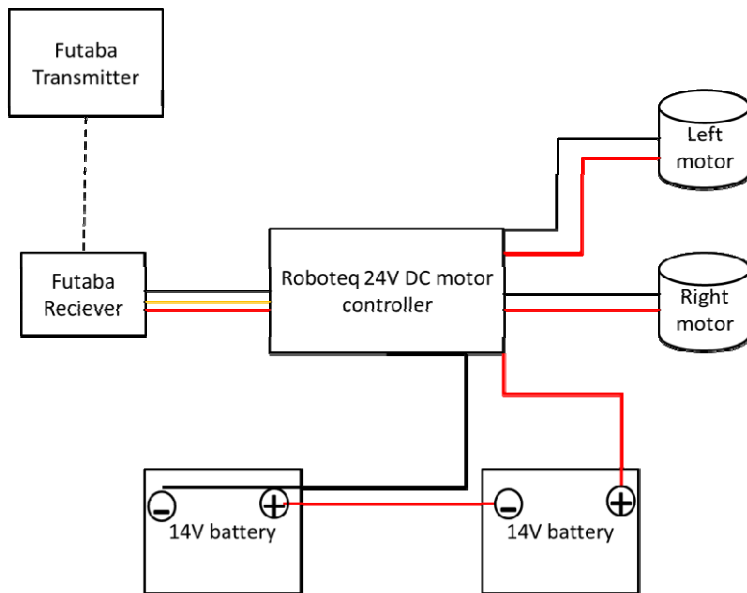 Futaba
Transmitter
Left
motor
Futaba
Reciever
Roboteq 24V DC motor
controller
Right
motor
-
+
14V battery
-
+
14V battery